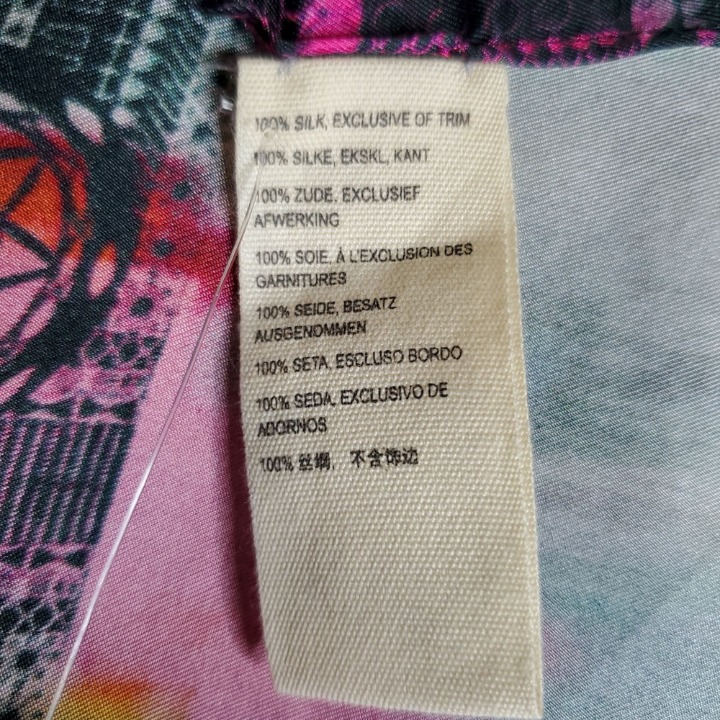 100% SILK, EXCLUSIVE OF TRIM
100% SILKE, EKSKL, KANT
100% ZUDE. EXCLUSIEF
AFWERKING
100% SOIE, À L'EXCLUSION DES
GARNITURES
100% SEIDE, BESATZ
AUSGENOMMEN
100% SETA, ESCLUSO BORDO
100% SEDA, EXCLUSIVO DE
ADORNOS
100% 丝绸, 不含饰边